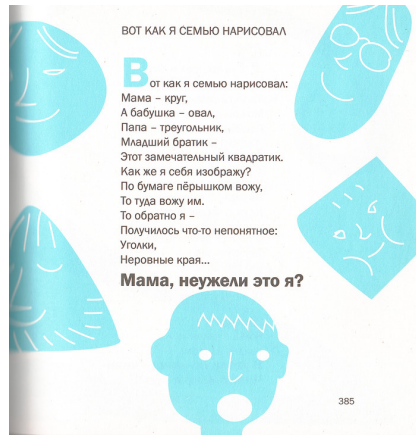 ВОТ КАК Я СЕМЬЮ НАРИСОВАЛ
Вот как я семью нарисовал:
Мама – круг,
А бабушка – овал,
Папа – треугольник,
Младший братик –
Этот замечательный квадратик.
Как же я себя изображу?
По бумаге пёрышком вожу,
То туда вожу им.
То обратно я –
Получилось что-то непонятное:
Уголки,
Неровные края...
Мама, неужели это я?
385